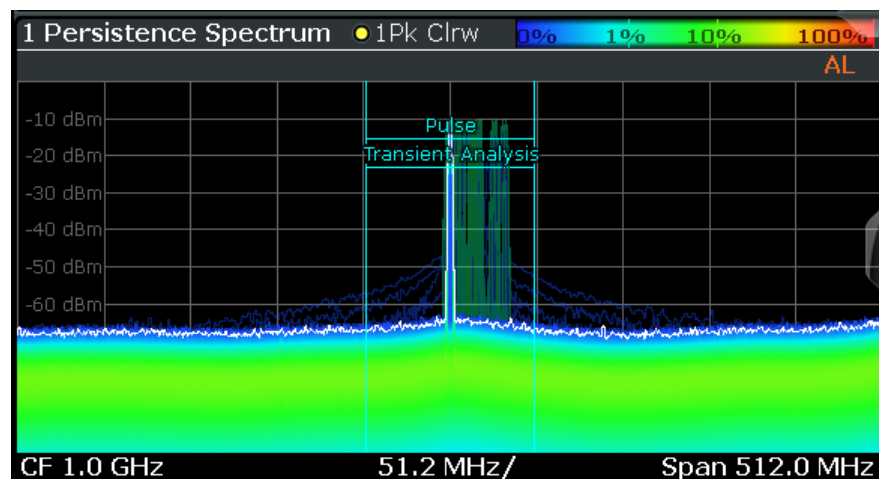 1 Persistence Spectrum 1Pk Clrw 0% 1% 10% 100%
AL
-10 dBm
Pulse
-20 dBm
Transient Analysis
-30 dBm
-40 dBm
-50 dBm
-60 dBm
CF 1.0 GHz 51.2 MHz/ Span 512.0 MHz